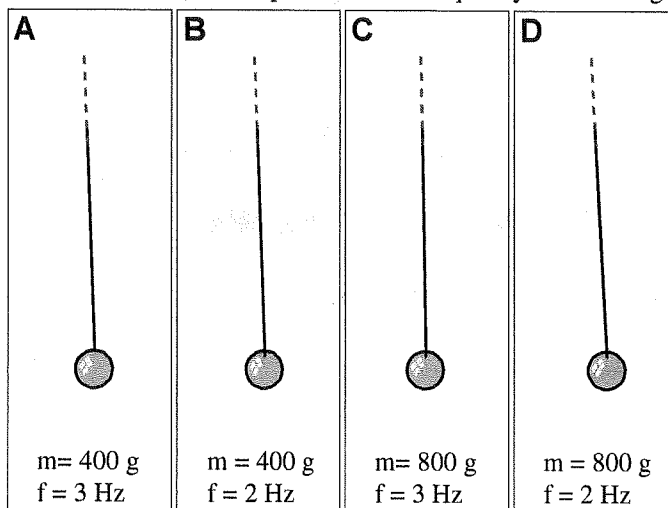 A B C D
m= 400 g m = 400 g m= 800 g m = 800 g
f = 3 Hz f = 2 Hz f = 3 Hz f = 2 Hz